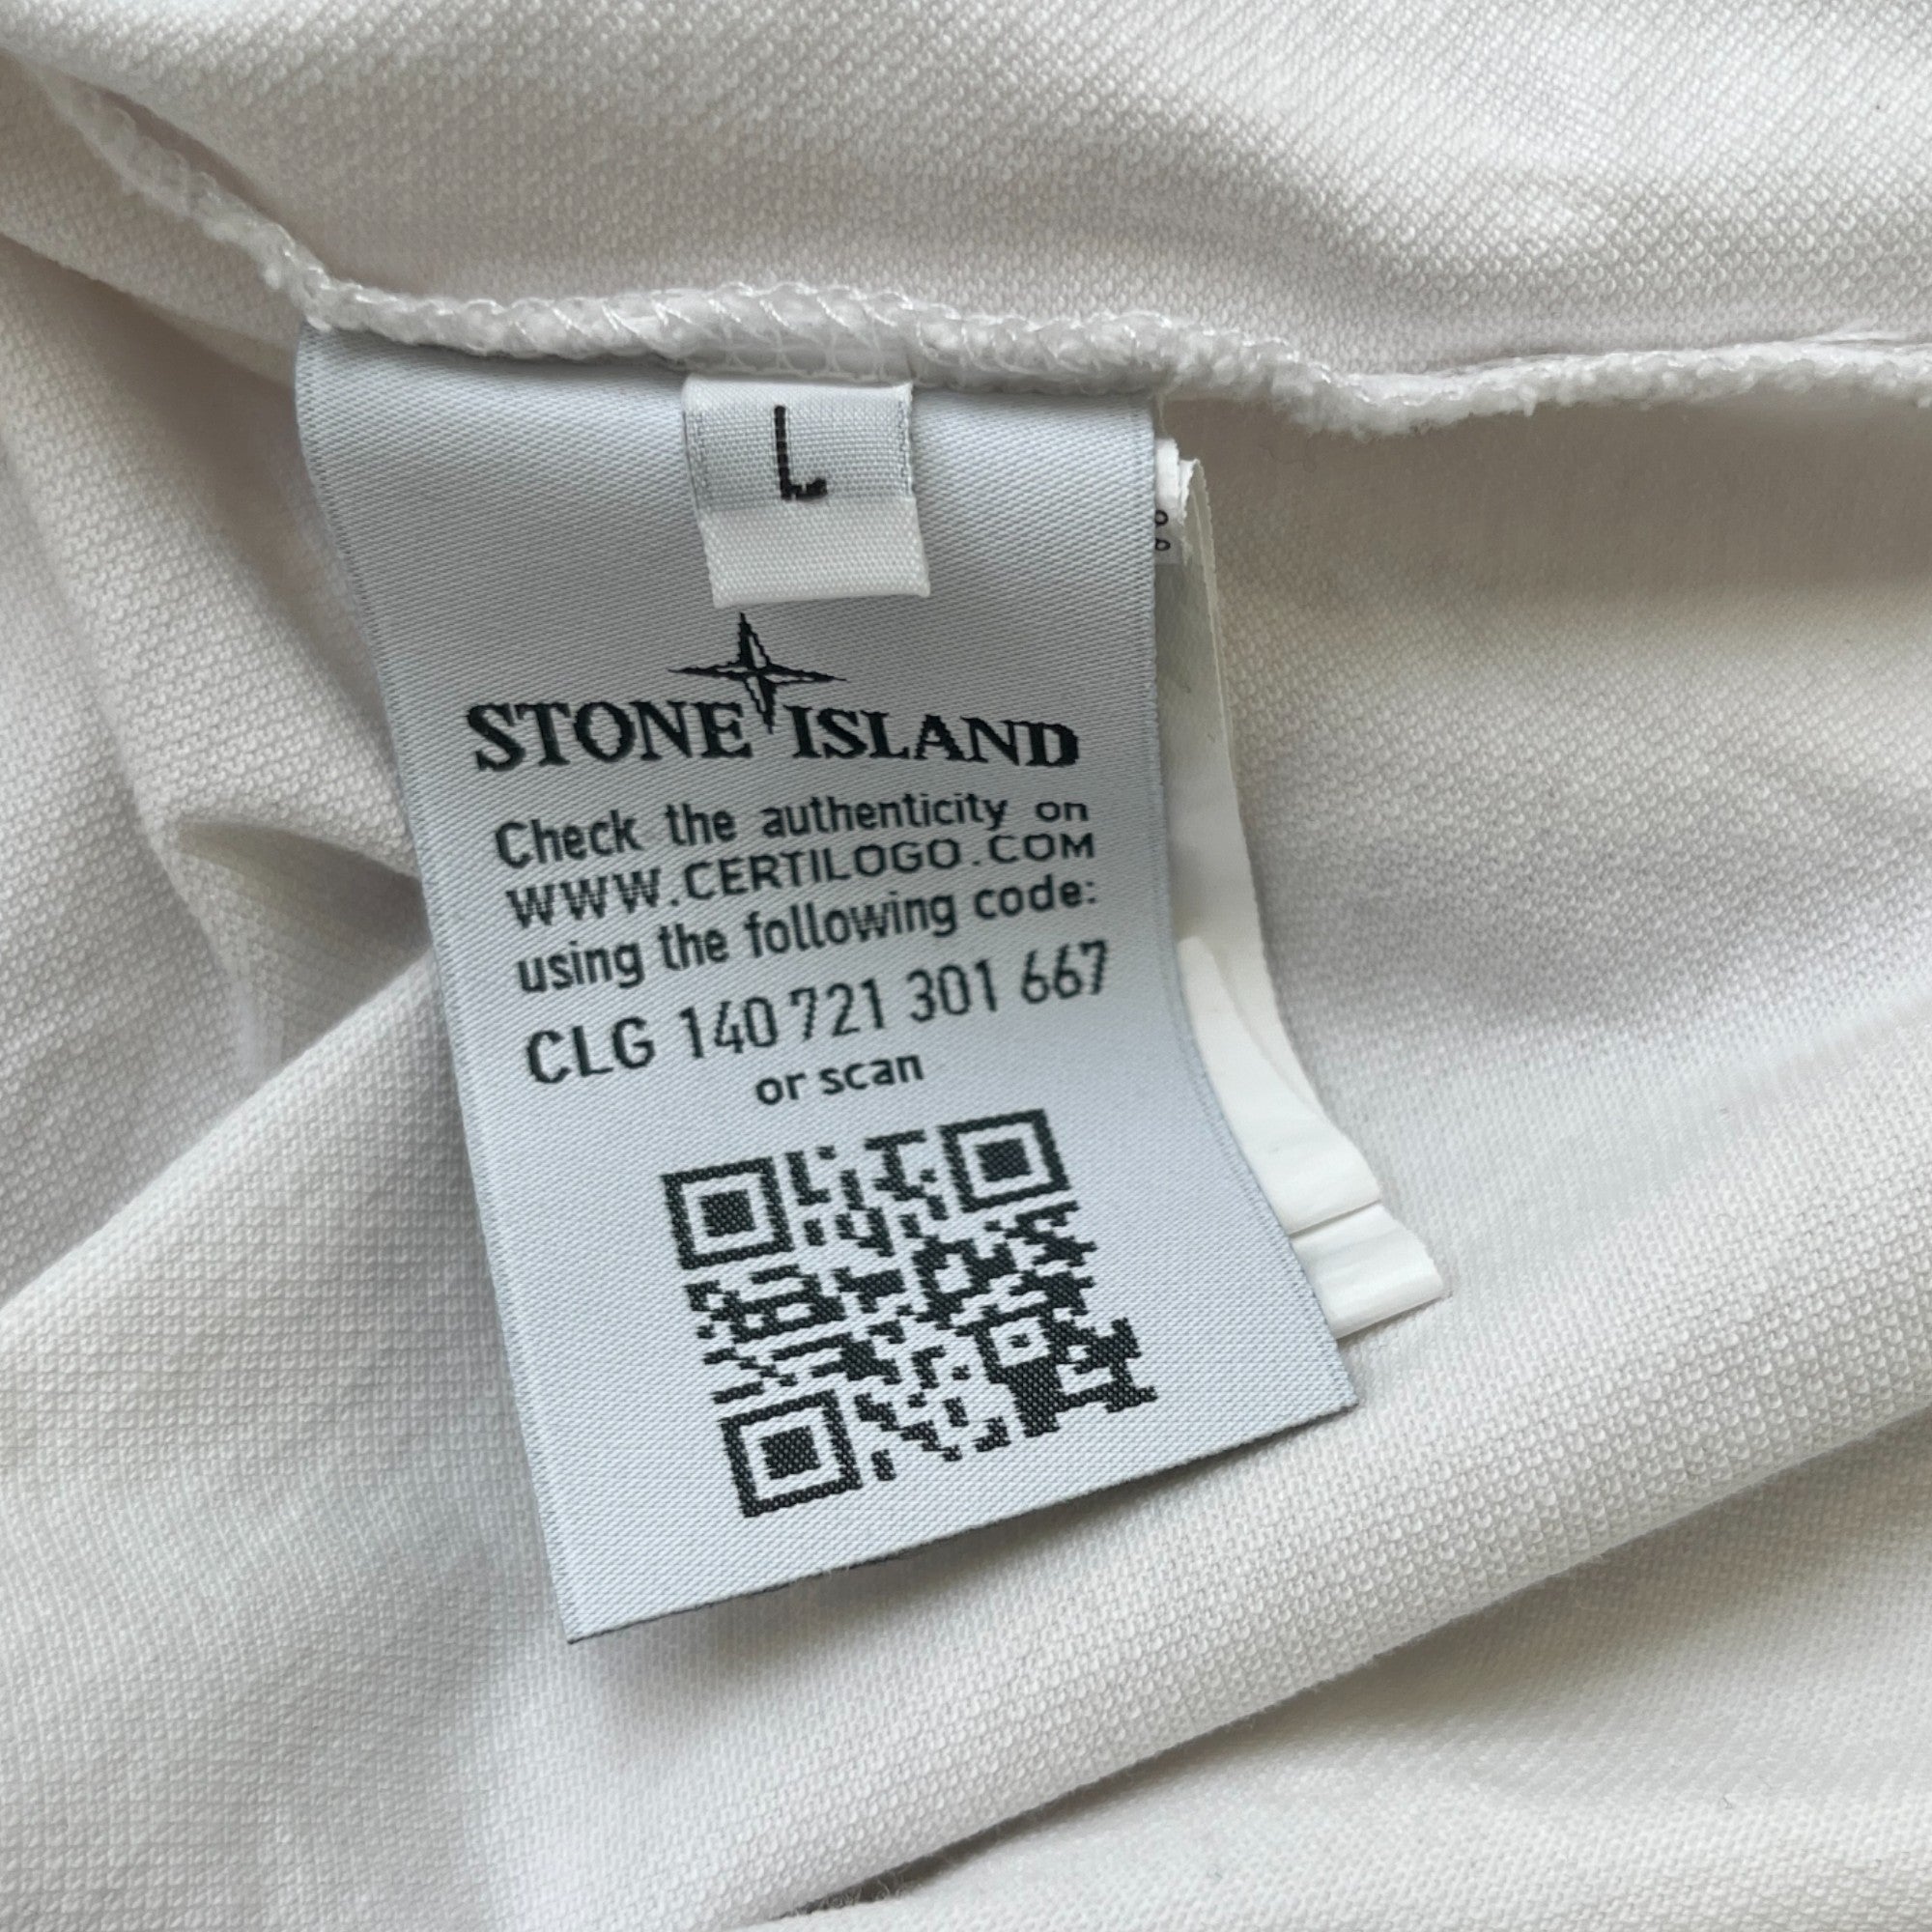 L
STONE ISLAND
Check the authenticity on
WWW.CERTILOGO.COM
using the following code:
CLG 140 721 301 667
or scan